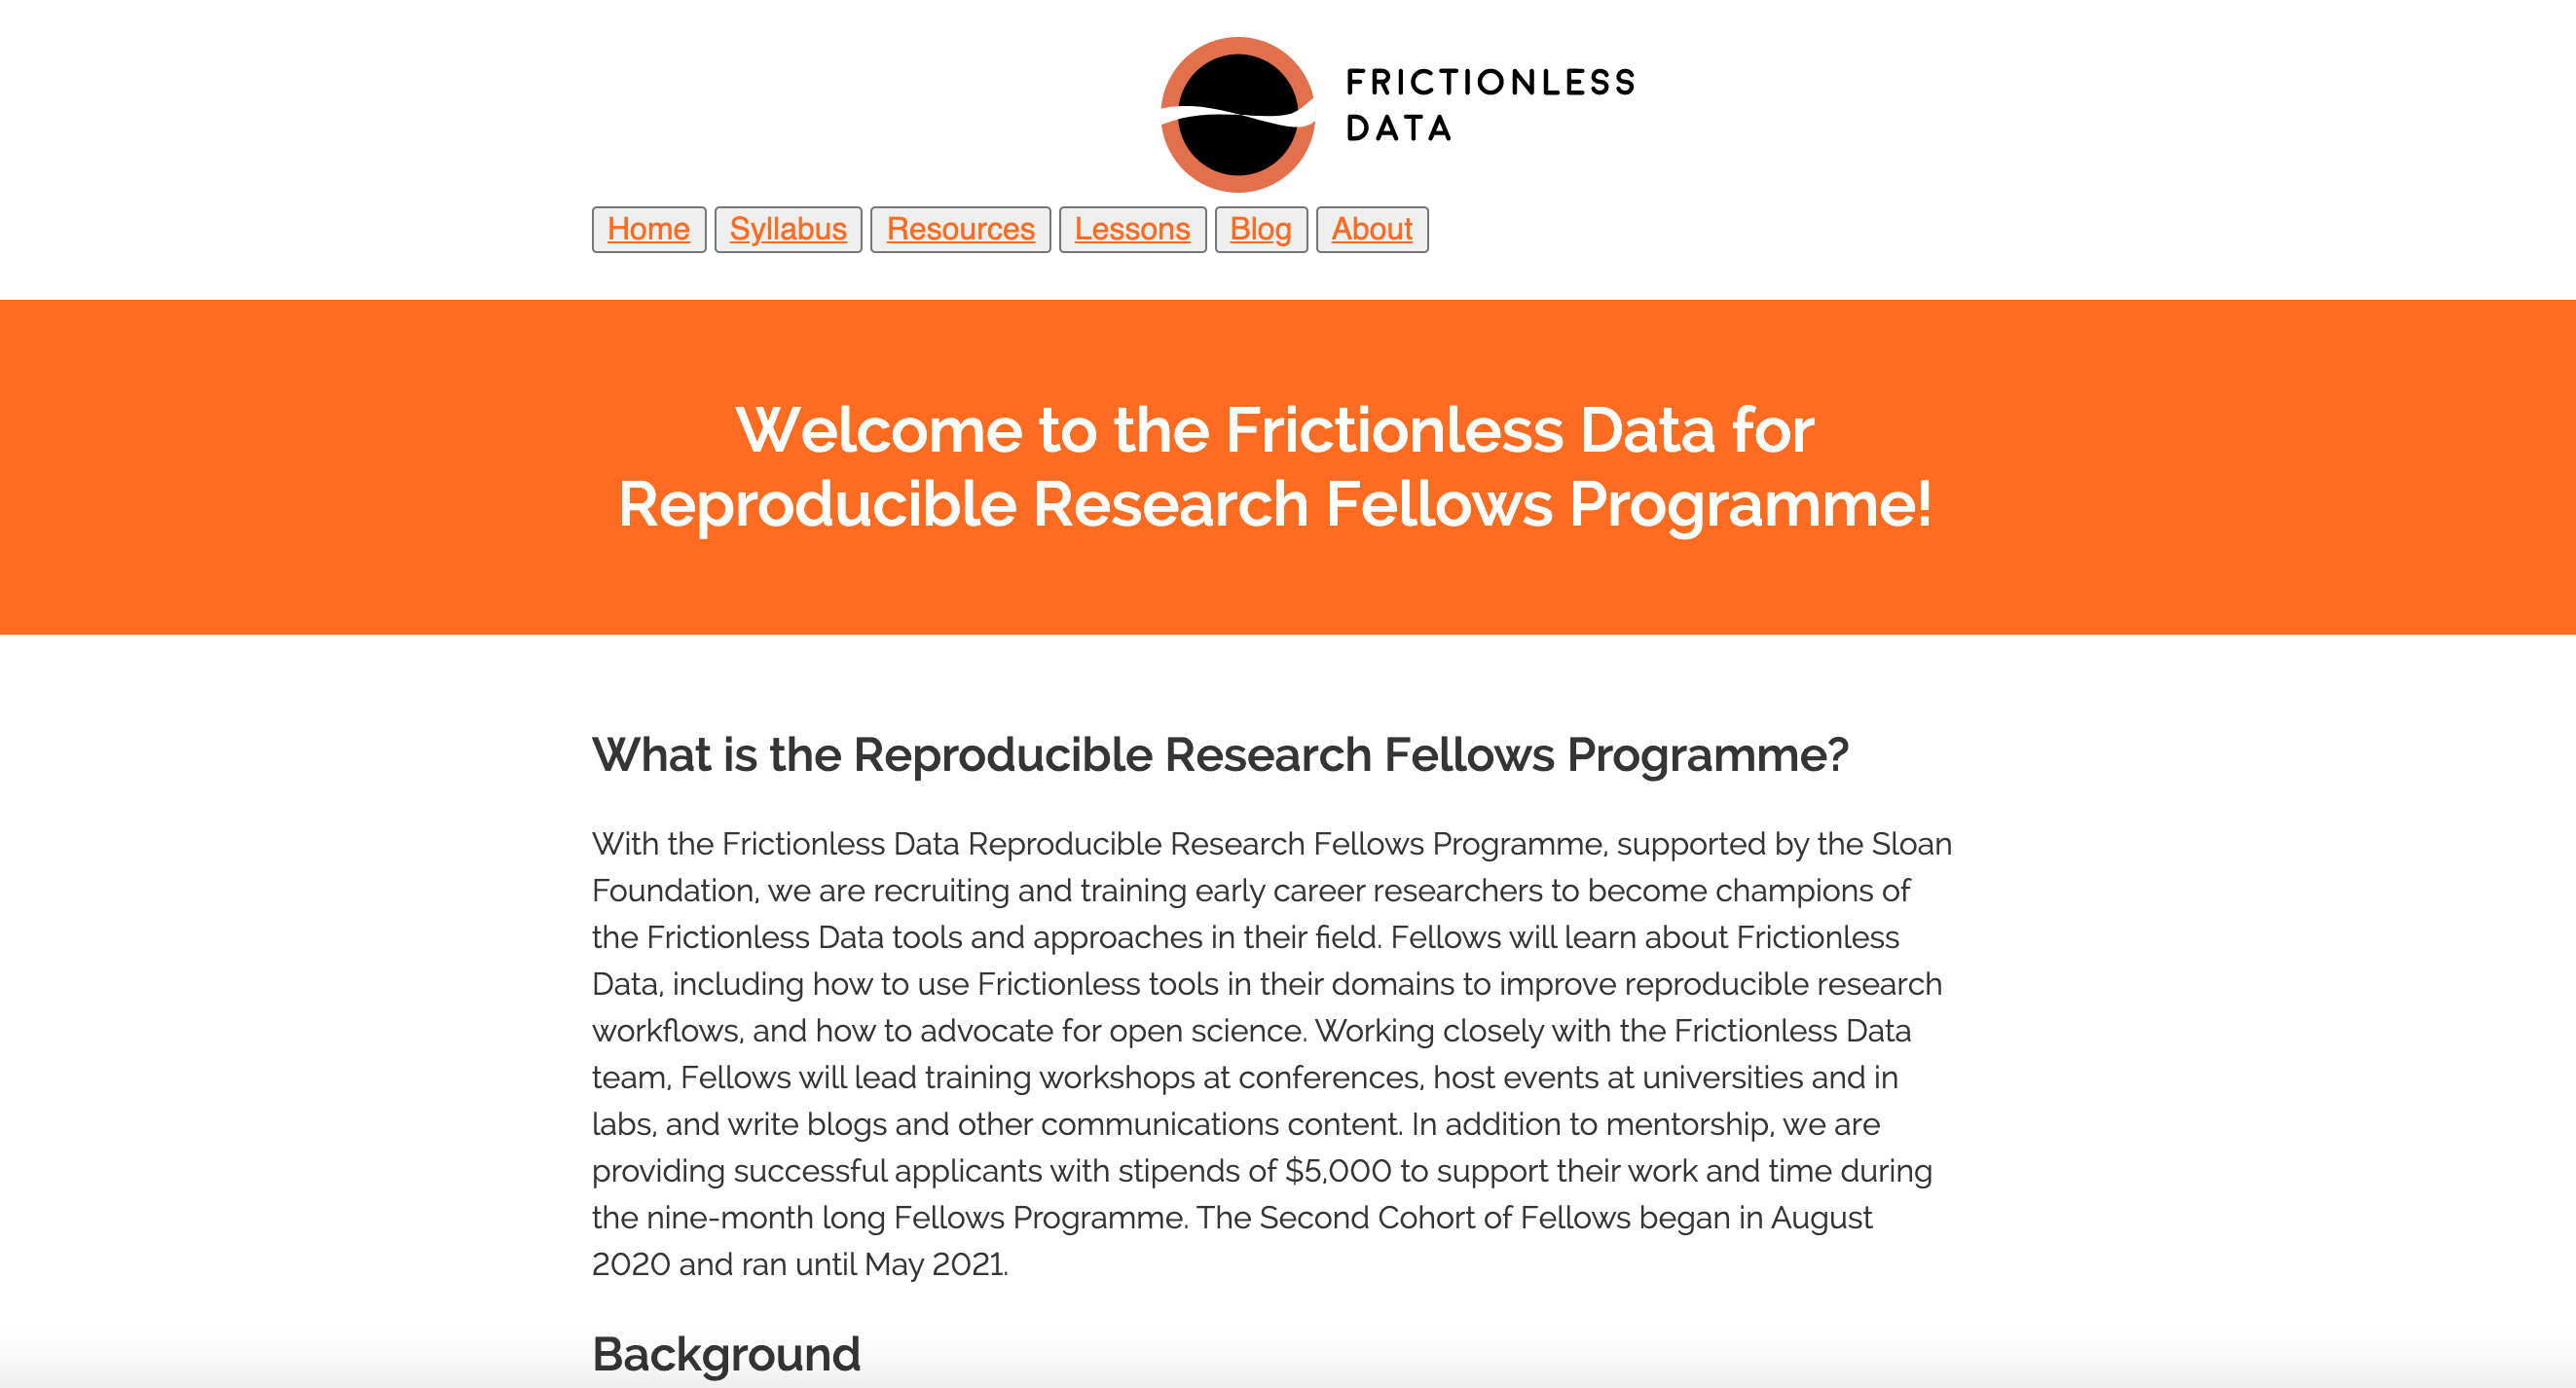 FRICTIONLESS
DATA
Home Syllabus Resources Lessons Blog About
Welcome to the Frictionless Data for
Reproducible Research Fellows Programme!
What is the Reproducible Research Fellows Programme?
With the Frictionless Data Reproducible Research Fellows Programme, supported by the Sloan
Foundation, we are recruiting and training early career researchers to become champions of
the Frictionless Data tools and approaches in their field. Fellows will learn about Frictionless
Data, including how to use Frictionless tools in their domains to improve reproducible research
workflows, and how to advocate for open science. Working closely with the Frictionless Data
team, Fellows will lead training workshops at conferences, host events at universities and in
labs, and write blogs and other communications content. In addition to mentorship, we are
providing successful applicants with stipends of $5,000 to support their work and time during
the nine-month long Fellows Programme. The Second Cohort of Fellows began in August
2020 and ran until May 2021.
Background